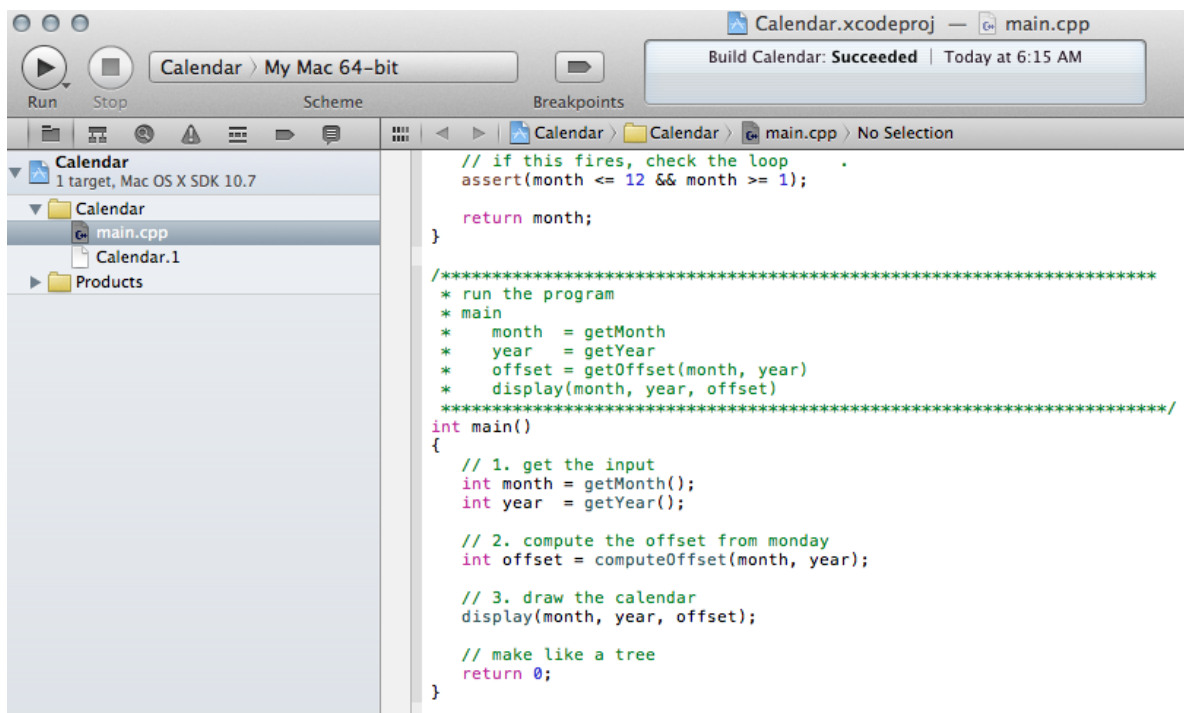 Calendar.xcodeproj — main.cpp
Calendar 〉 My Mac 64-bit
Build Calendar: Succeeded | Today at 6:15 AM
Run Stop Scheme Breakpoints
Calendar 〉 Calendar 〉 main.cpp 〉 No Selection
Calendar
1 target, Mac OS X SDK 10.7
Calendar
main.cpp
Calendar.1
Products
// if this fires, check the loop .
assert(month <= 12 && month >= 1);
return month;
}
/**********************************************************************
* run the program
* main
*    month  = getMonth
*    year   = getYear
*    offset = getOffset(month, year)
*    display(month, year, offset)
***********************************************************************/
int main()
{
// 1. get the input
int month = getMonth();
int year  = getYear();
// 2. compute the offset from monday
int offset = computeOffset(month, year);
// 3. draw the calendar
display(month, year, offset);
// make like a tree
return 0;
}